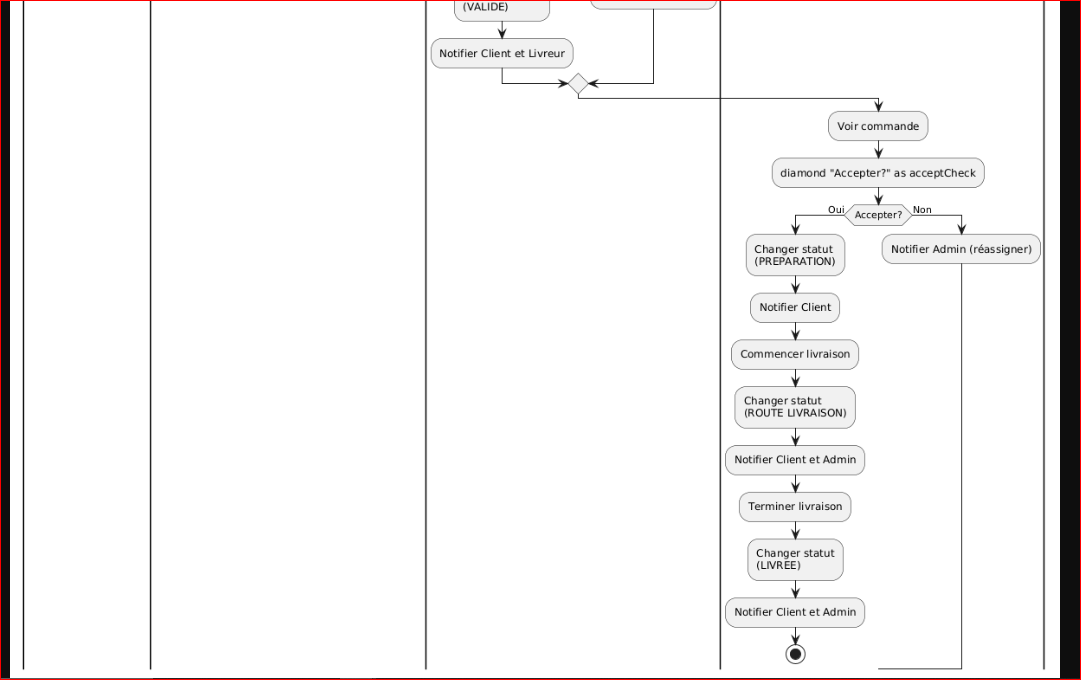 (VALIDE)
Notifier Client et Livreur
Voir commande
diamond "Accepter?" as acceptCheck
Oui
Accepter?
Non
Changer statut
(PREPARATION)
Notifier Admin (réassigner)
Notifier Client
Commencer livraison
Changer statut
(ROUTE LIVRAISON)
Notifier Client et Admin
Terminer livraison
Changer statut
(LIVREE)
Notifier Client et Admin